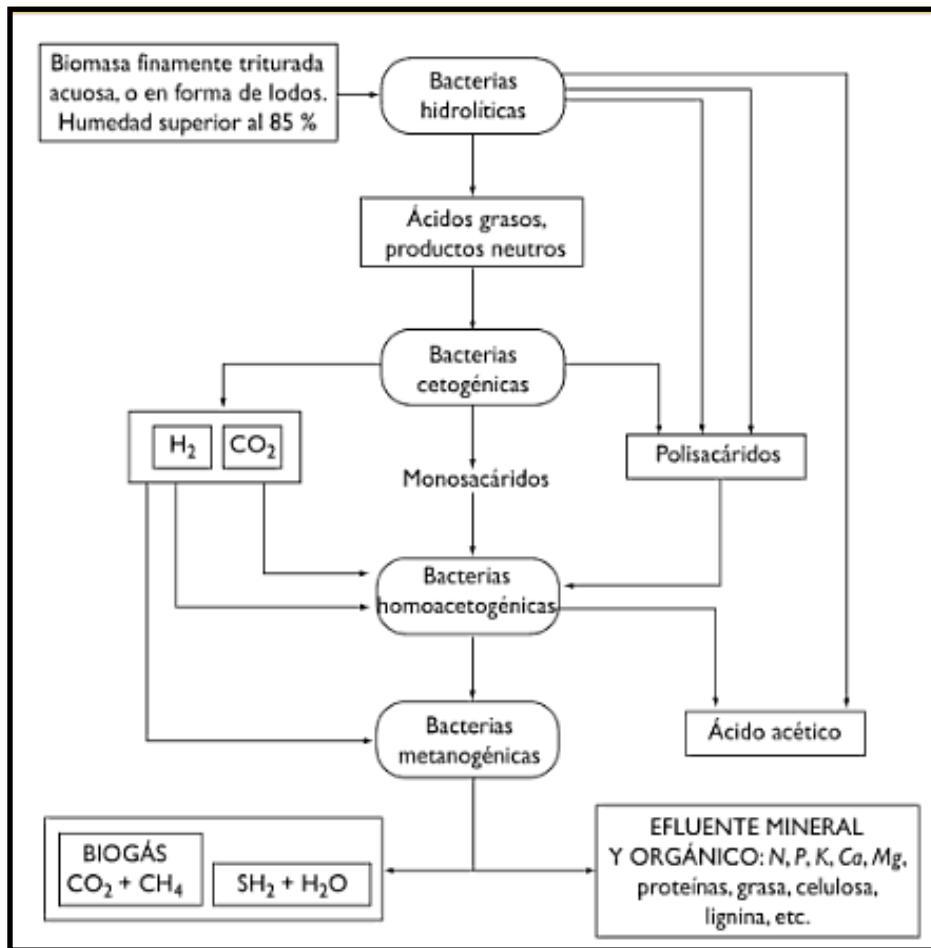 Biomasa finamente triturada
acuosa, o en forma de lodos.
Humedad superior al 85 %
Bacterias
hidrolíticas
Ácidos grasos,
productos neutros
Bacterias
cetogénicas
H₂
CO₂
Monosacáridos
Polisacáridos
Bacterias
homoacetogénicas
Bacterias
metanogénicas
Ácido acético
BIOGÁS
CO₂ + CH₄
SH₂ + H₂O
EFLUENTE MINERAL
Y ORGÁNICO: N, P, K, Ca, Mg,
proteínas, grasa, celulosa,
lignina, etc.